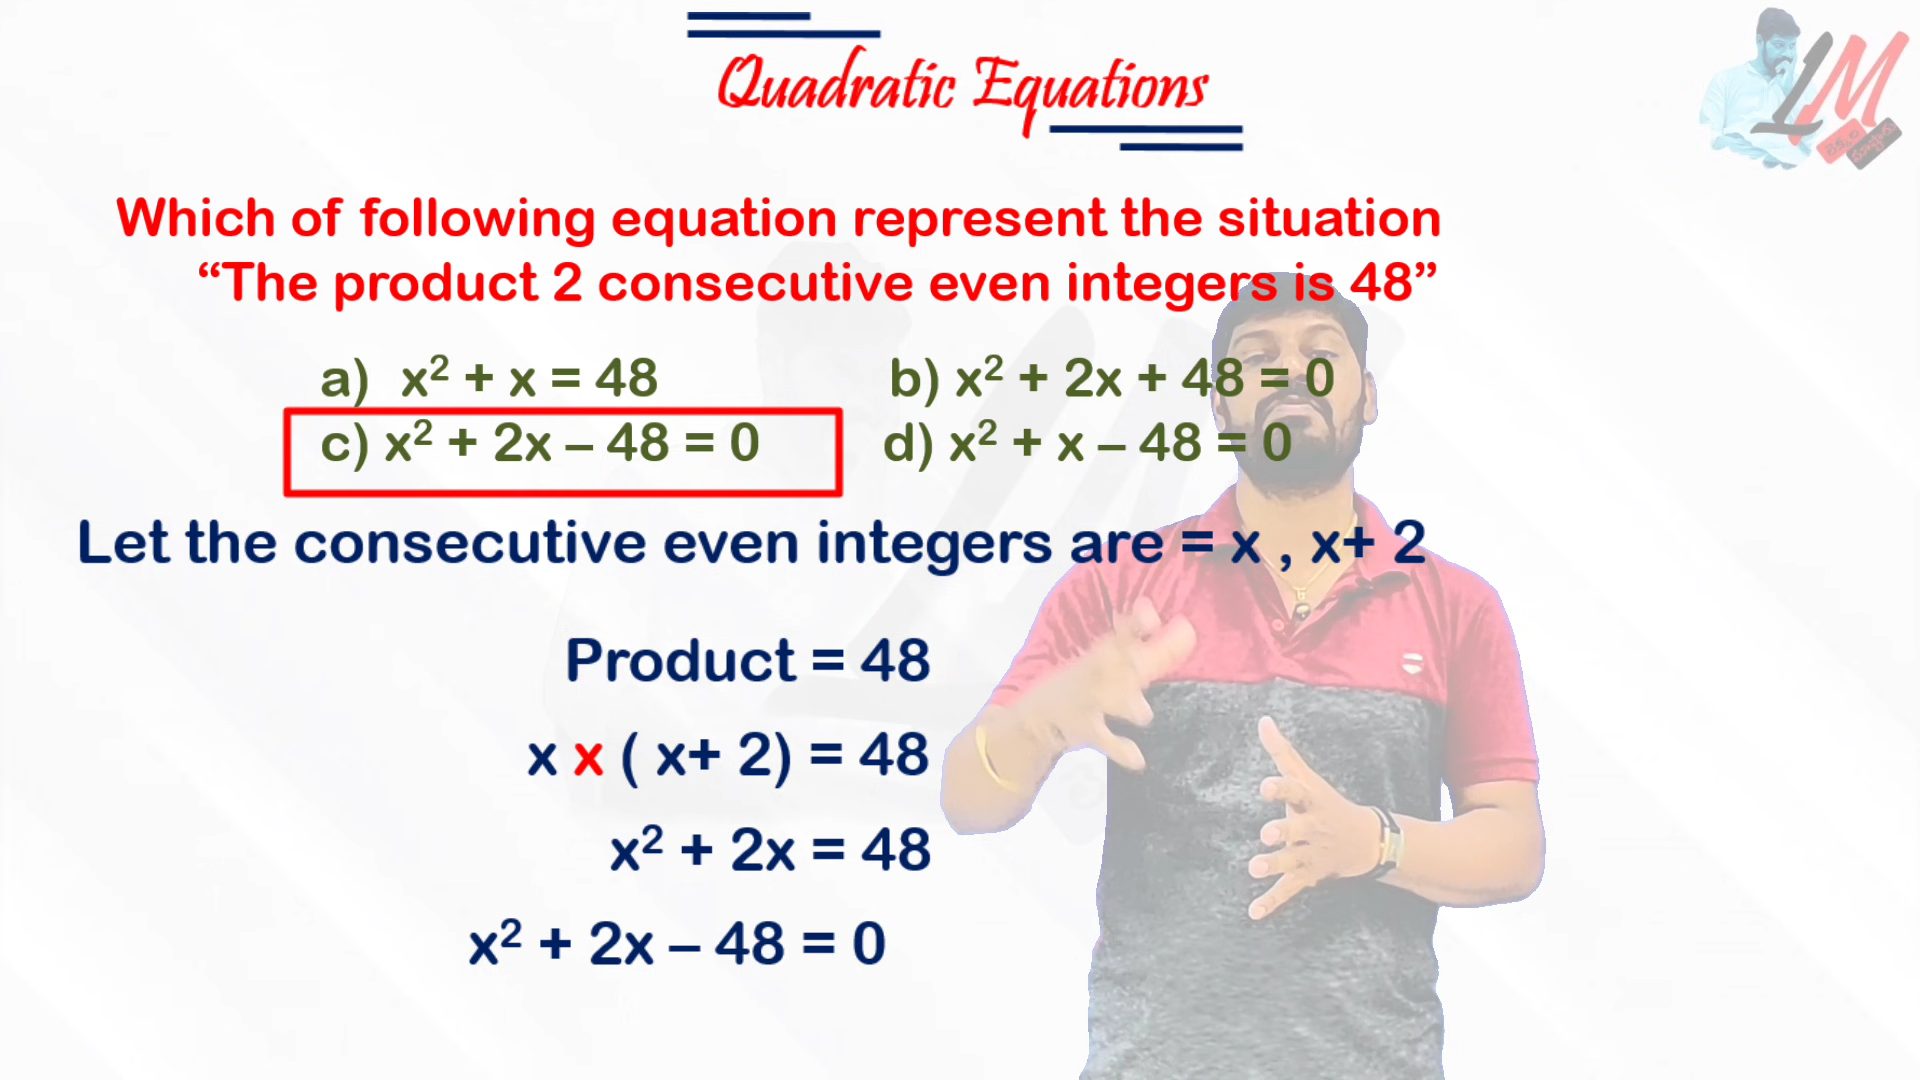 Quadratic Equations
LM
Which of following equation represent the situation
“The product 2 consecutive even integers is 48”
a) x² + x = 48 b) x² + 2x + 48 = 0
c) x² + 2x – 48 = 0 d) x² + x – 48 = 0
Let the consecutive even integers are = x , x+ 2
Product = 48
x x ( x+ 2) = 48
x² + 2x = 48
x² + 2x – 48 = 0